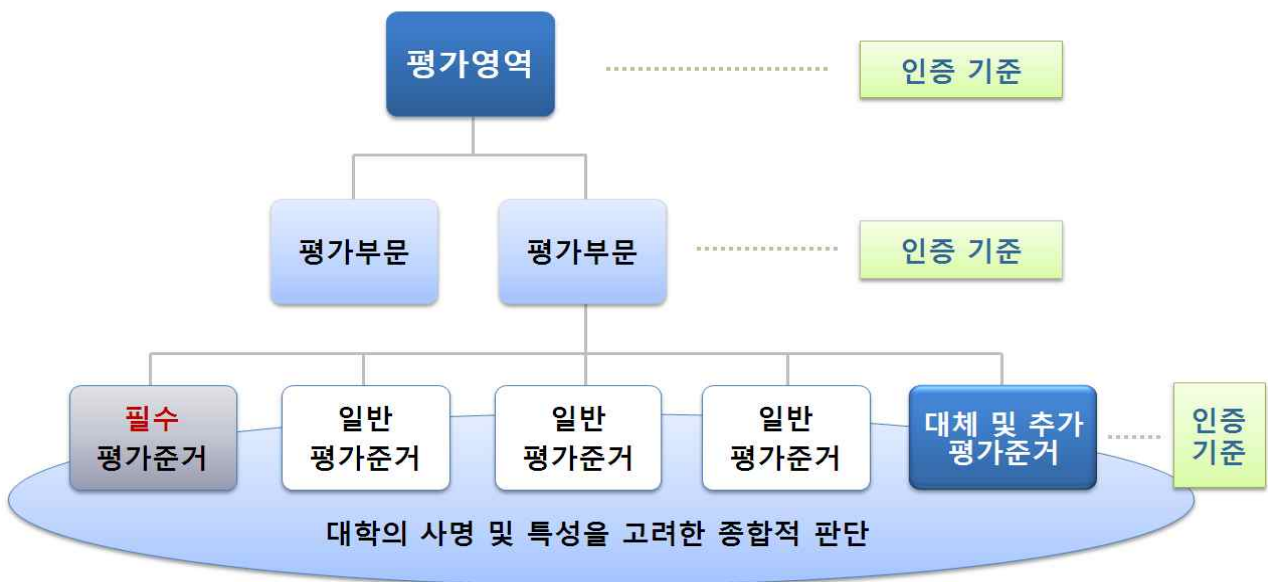 평가영역
인증 기준
평가부문
평가부문
인증 기준
필수
평가준거
일반
평가준거
일반
평가준거
일반
평가준거
대체 및 추가
평가준거
인증
기준
대학의 사명 및 특성을 고려한 종합적 판단